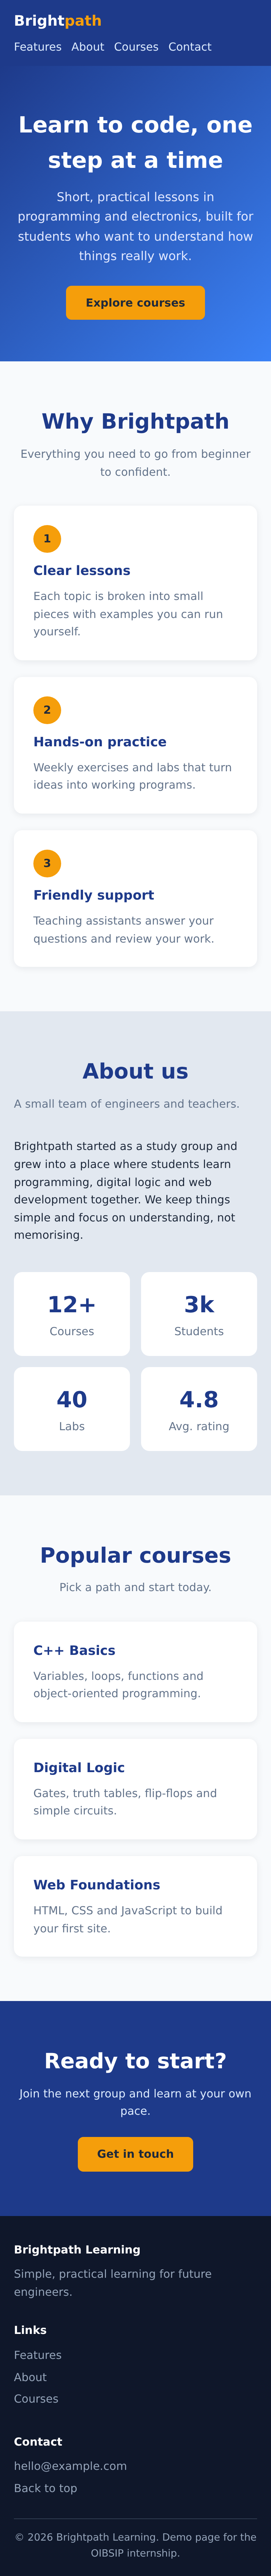 Brightpath
Features About Courses Contact
Learn to code, one
step at a time
Short, practical lessons in
programming and electronics, built for
students who want to understand how
things really work.
Explore courses
Why Brightpath
Everything you need to go from beginner
to confident.
1
Clear lessons
Each topic is broken into small
pieces with examples you can run
yourself.
2
Hands-on practice
Weekly exercises and labs that turn
ideas into working programs.
3
Friendly support
Teaching assistants answer your
questions and review your work.
About us
A small team of engineers and teachers.
Brightpath started as a study group and
grew into a place where students learn
programming, digital logic and web
development together. We keep things
simple and focus on understanding, not
memorising.
12+
Courses
3k
Students
40
Labs
4.8
Avg. rating
Popular courses
Pick a path and start today.
C++ Basics
Variables, loops, functions and
object-oriented programming.
Digital Logic
Gates, truth tables, flip-flops and
simple circuits.
Web Foundations
HTML, CSS and JavaScript to build
your first site.
Ready to start?
Join the next group and learn at your own
pace.
Get in touch
Brightpath Learning
Simple, practical learning for future
engineers.
Links
Features
About
Courses
Contact
hello@example.com
Back to top
© 2026 Brightpath Learning. Demo page for the
OIBSIP internship.